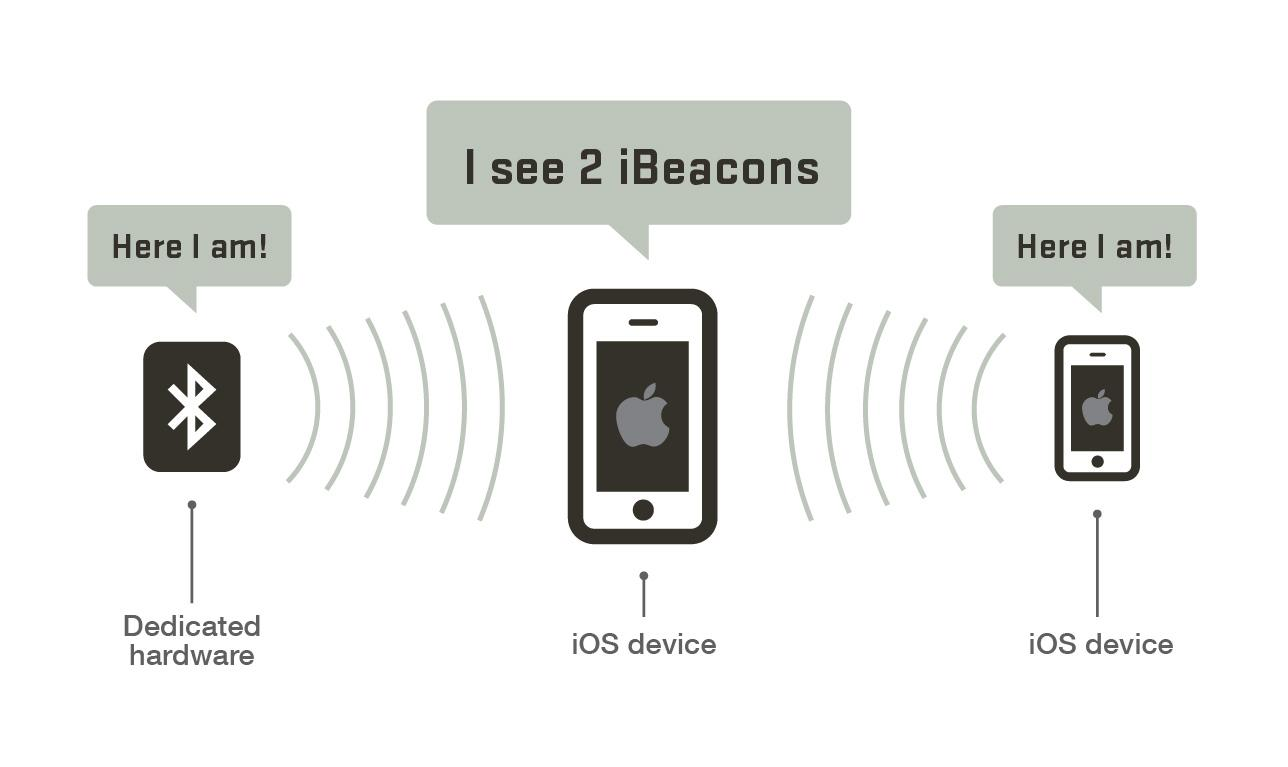 I see 2 iBeacons
Here I am!
Here I am!
Dedicated
hardware
iOS device
iOS device